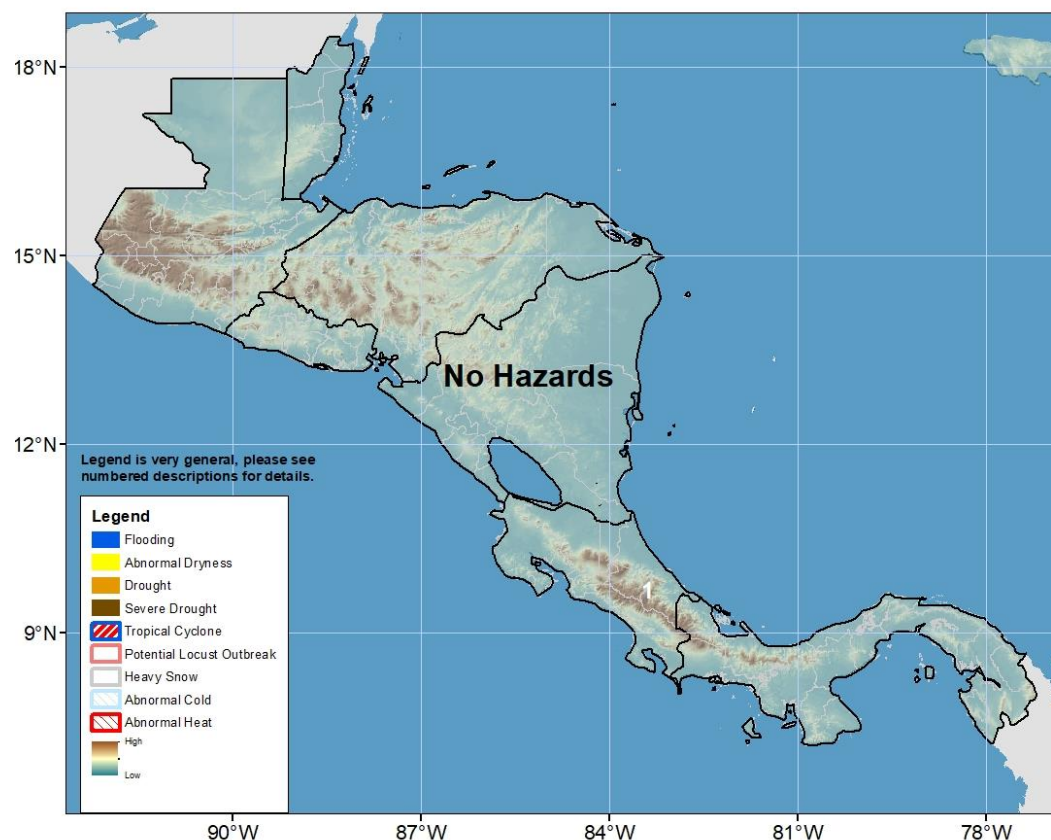 18°N
15°N
No Hazards
12°N
Legend is very general, please see
numbered descriptions for details.
Legend
Flooding
Abnormal Dryness
Drought
Severe Drought
Tropical Cyclone
Potential Locust Outbreak
Heavy Snow
Abnormal Cold
Abnormal Heat
High
Low
1
9°N
90°W
87°W
84°W
81°W
78°W